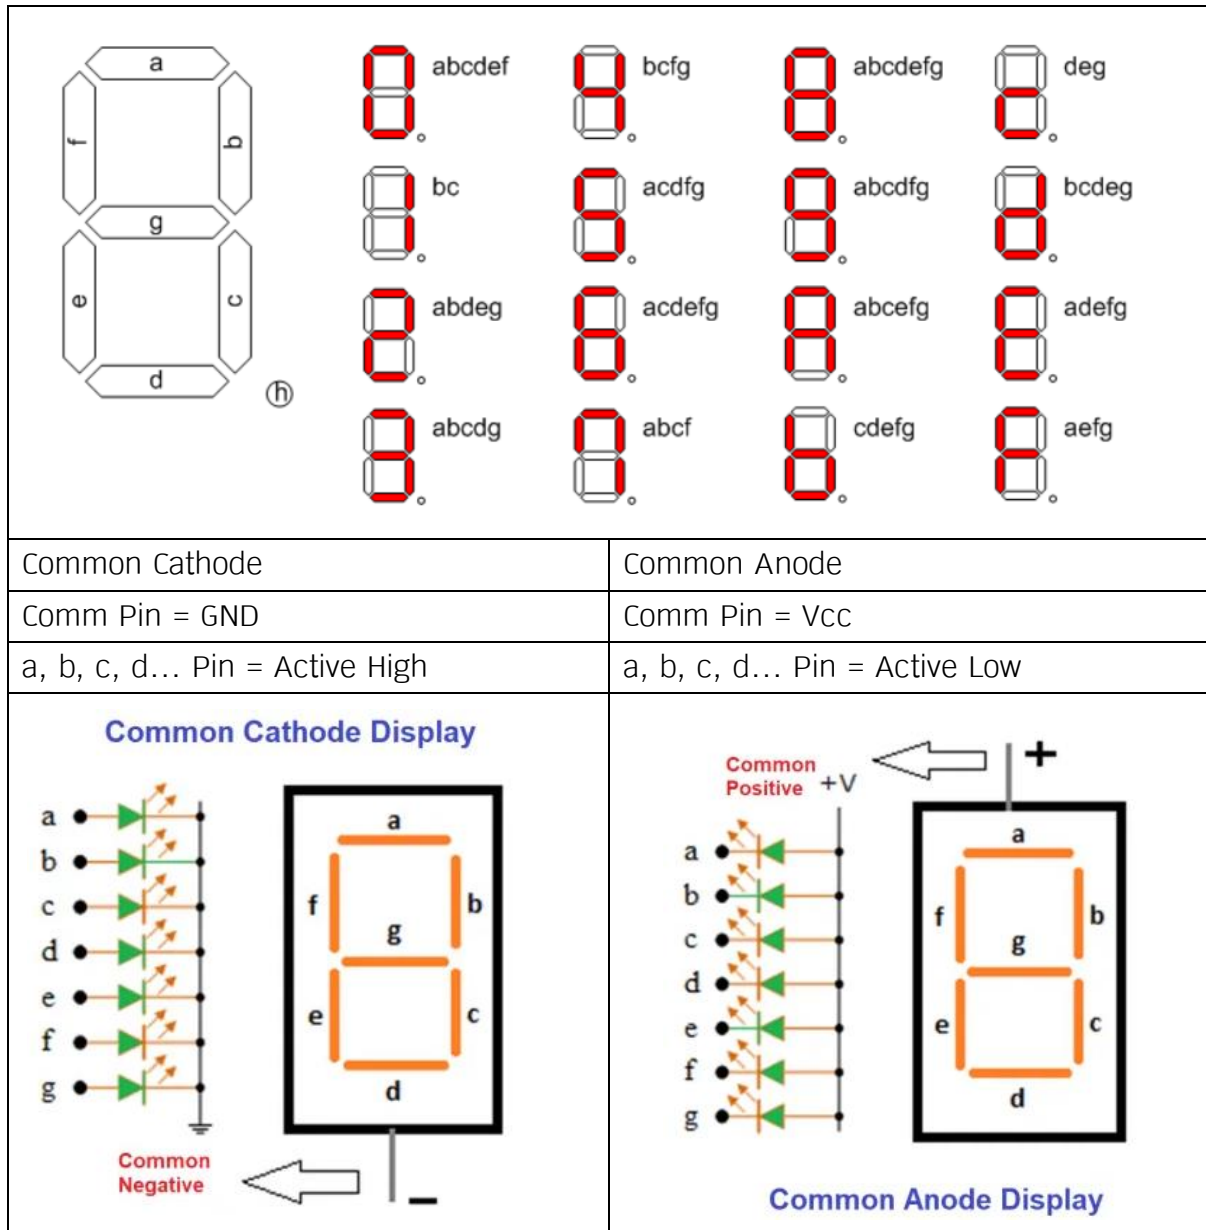 a
f
b
g
e
c
d
h
abcdef
bcfg
abcdefg
deg
bc
acdfg
abcdfg
bcdeg
abdeg
acdefg
abcefg
adefg
abcdg
abcf
cdefg
aefg
Common Cathode
Common Anode
Comm Pin = GND
Comm Pin = Vcc
a, b, c, d... Pin = Active High
a, b, c, d... Pin = Active Low
Common Cathode Display
a
b
c
d
e
f
g
a
f
b
g
e
c
d
Common
Negative
−
Common
Positive
+V
+
a
b
c
d
e
f
g
a
f
b
g
e
c
d
Common Anode Display